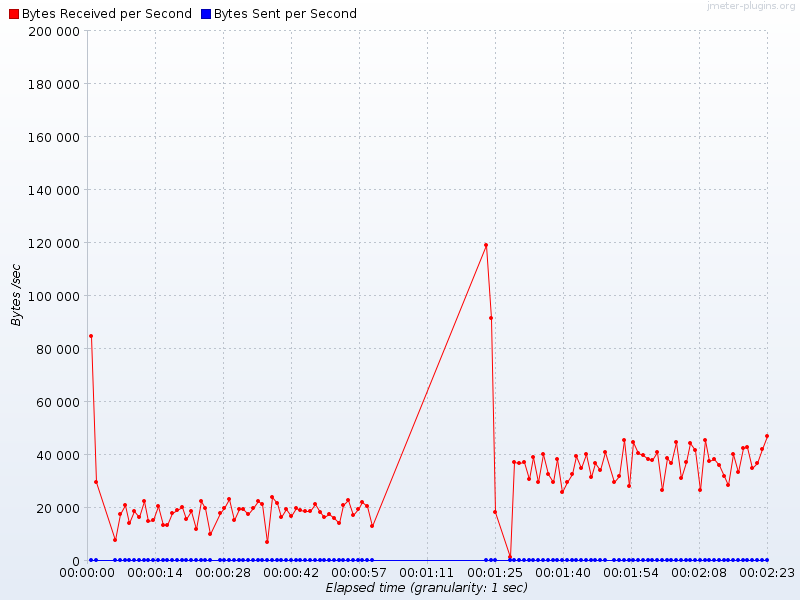 jmeter-plugins.org
Bytes Received per Second Bytes Sent per Second
200 000
180 000
160 000
140 000
120 000
100 000
80 000
60 000
40 000
20 000
0
Bytes /sec
00:00:00 00:00:14 00:00:28 00:00:42 00:00:57 00:01:11 00:01:25 00:01:40 00:01:54 00:02:08 00:02:23
Elapsed time (granularity: 1 sec)